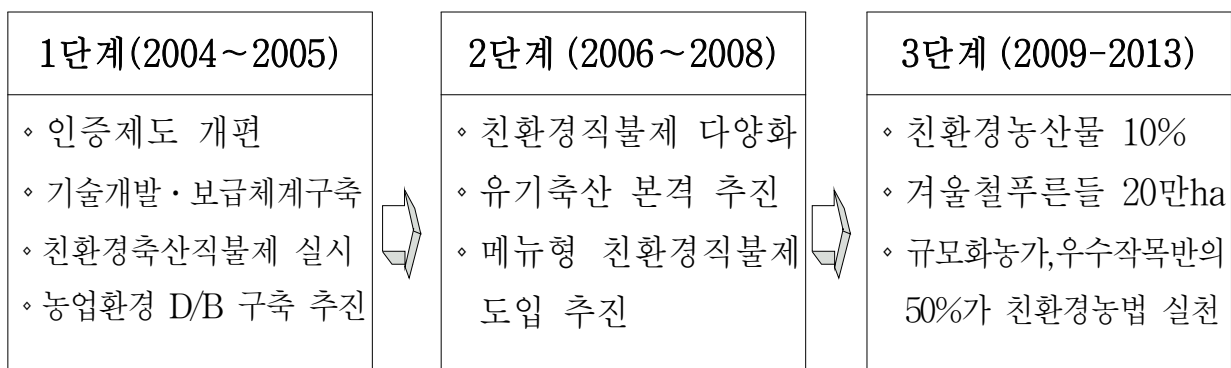 1단계(2004~2005)
◦ 인증제도 개편
◦ 기술개발·보급체계구축
◦ 친환경축산직불제 실시
◦ 농업환경 D/B 구축 추진
2단계 (2006~2008)
◦ 친환경직불제 다양화
◦ 유기축산 본격 추진
◦ 메뉴형 친환경직불제
도입 추진
3단계 (2009-2013)
◦ 친환경농산물 10%
◦ 겨울철푸른들 20만ha
◦ 규모화농가,우수작목반의
50%가 친환경농법 실천